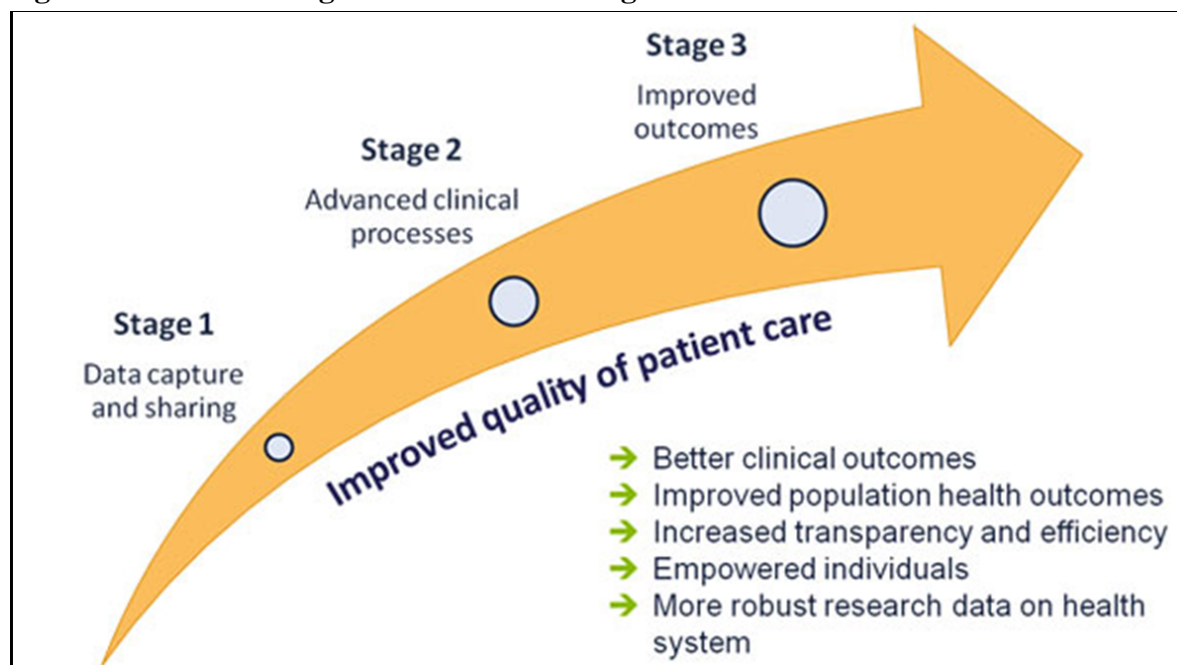 Stage 1
Data capture
and sharing
Stage 2
Advanced clinical
processes
Stage 3
Improved
outcomes
Improved quality of patient care
→ Better clinical outcomes
→ Improved population health outcomes
→ Increased transparency and efficiency
→ Empowered individuals
→ More robust research data on health
system